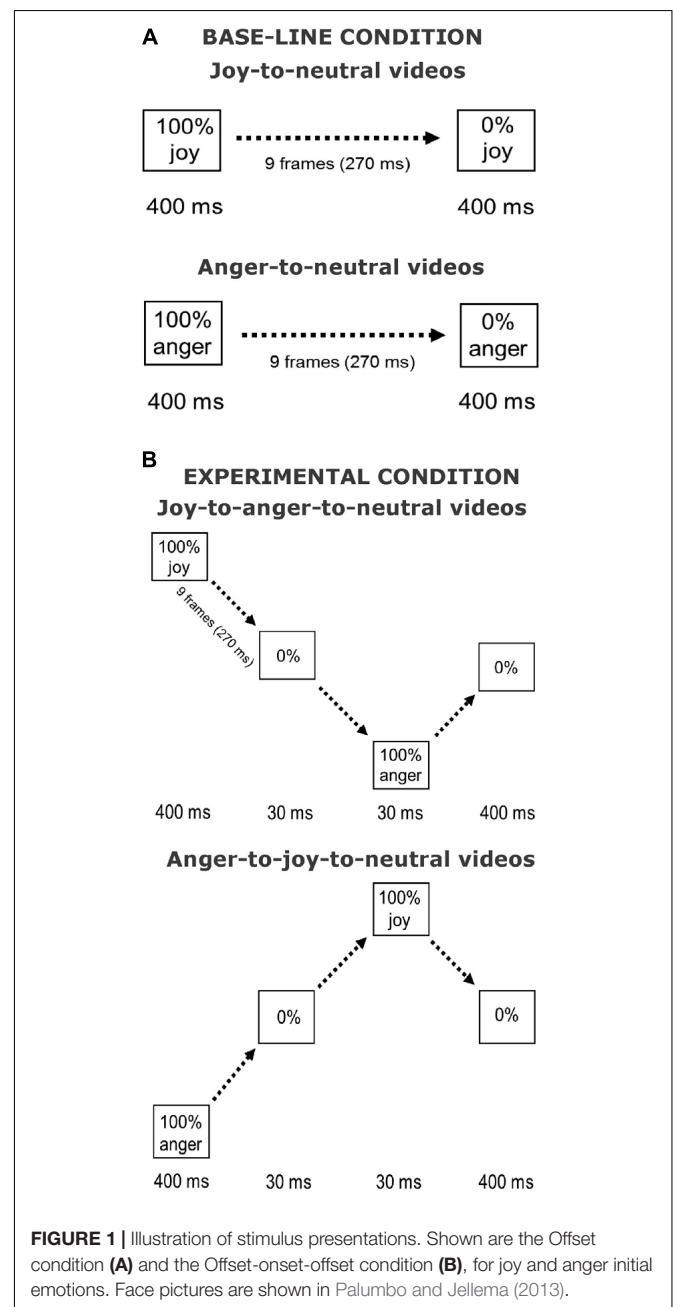 A BASE-LINE CONDITION
Joy-to-neutral videos
100%
joy
9 frames (270 ms)
0%
joy
400 ms
400 ms
Anger-to-neutral videos
100%
anger
9 frames (270 ms)
0%
anger
400 ms
400 ms
B
EXPERIMENTAL CONDITION
Joy-to-anger-to-neutral videos
100%
joy
9 frames (270 ms)
0%
0%
100%
anger
400 ms 30 ms 30 ms 400 ms
Anger-to-joy-to-neutral videos
100%
joy
0%
0%
100%
anger
400 ms 30 ms 30 ms 400 ms
FIGURE 1 | Illustration of stimulus presentations. Shown are the Offset
condition (A) and the Offset-onset-offset condition (B), for joy and anger initial
emotions. Face pictures are shown in Palumbo and Jellema (2013).